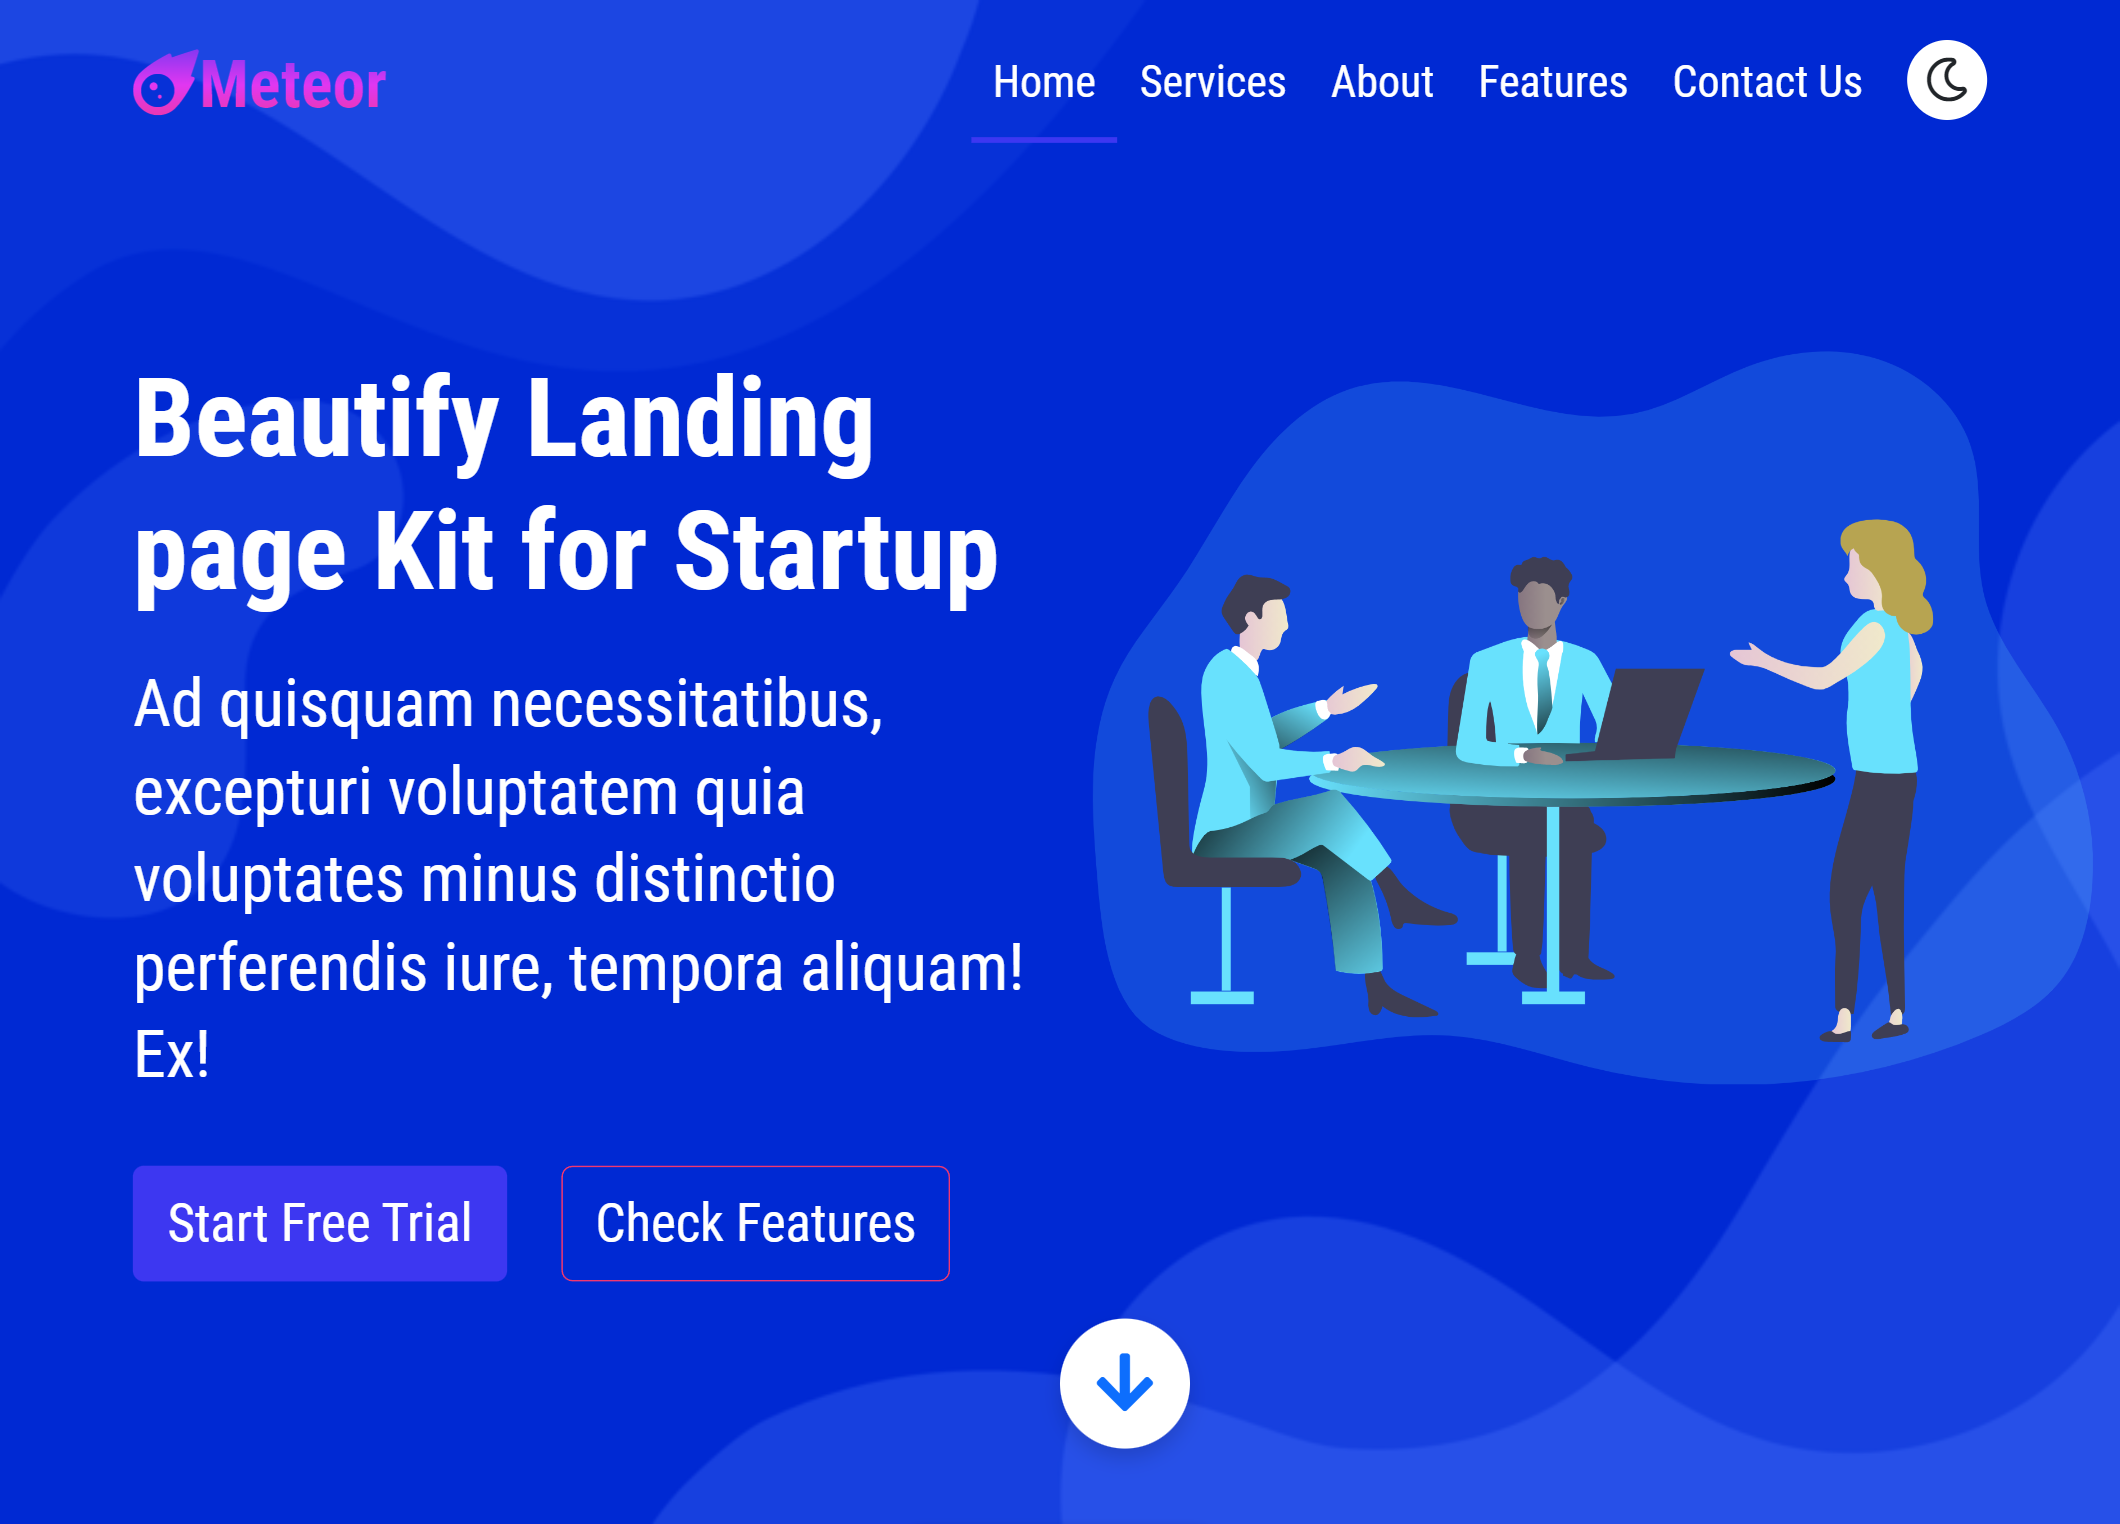 Meteor
Home Services About Features Contact Us
Beautify Landing
page Kit for Startup
Ad quisquam necessitatibus,
excepturi voluptatem quia
voluptates minus distinctio
perferendis iure, tempora aliquam!
Ex!
Start Free Trial Check Features